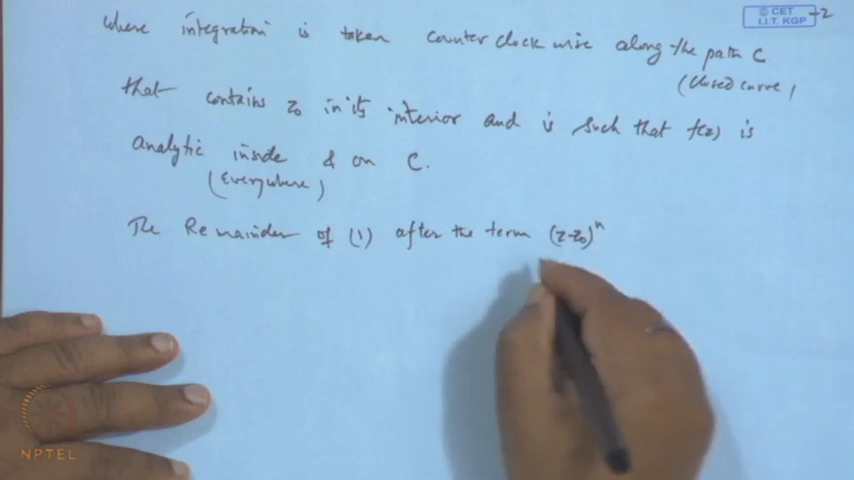 © CET
I.I.T. KGP
-2
where integration is taken counter clock wise along the path C
(closed curve)
that contains z₀ in its interior and is such that f(z) is
analytic inside & on C.
(Everywhere)
The Remainder of (1) after the term (z-z₀)ⁿ
NPTEL